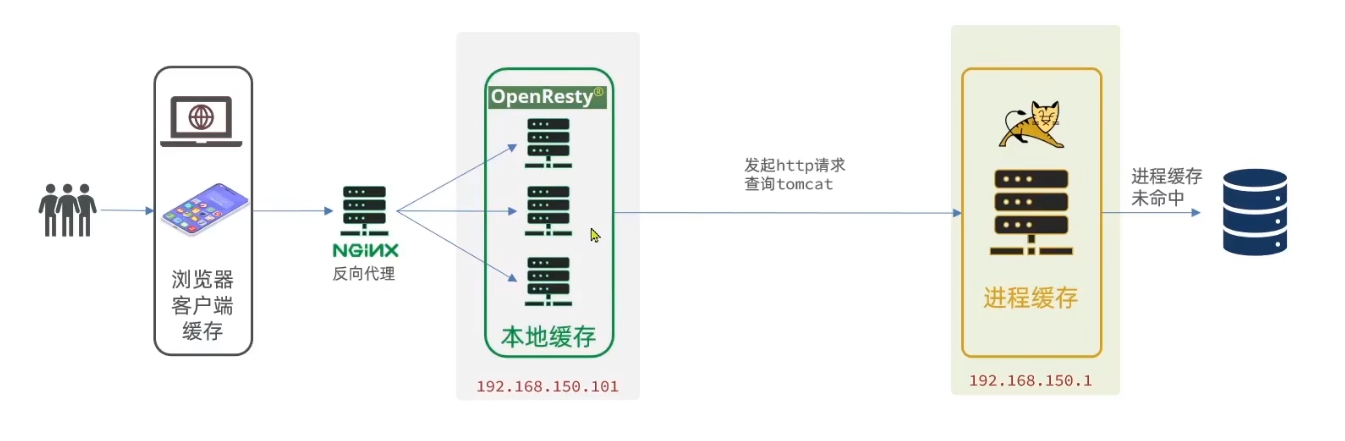 浏览器
客户端
缓存
NGINX
反向代理
OpenResty®
本地缓存
192.168.150.101
发起http请求
查询tomcat
进程缓存
192.168.150.1
进程缓存
未命中